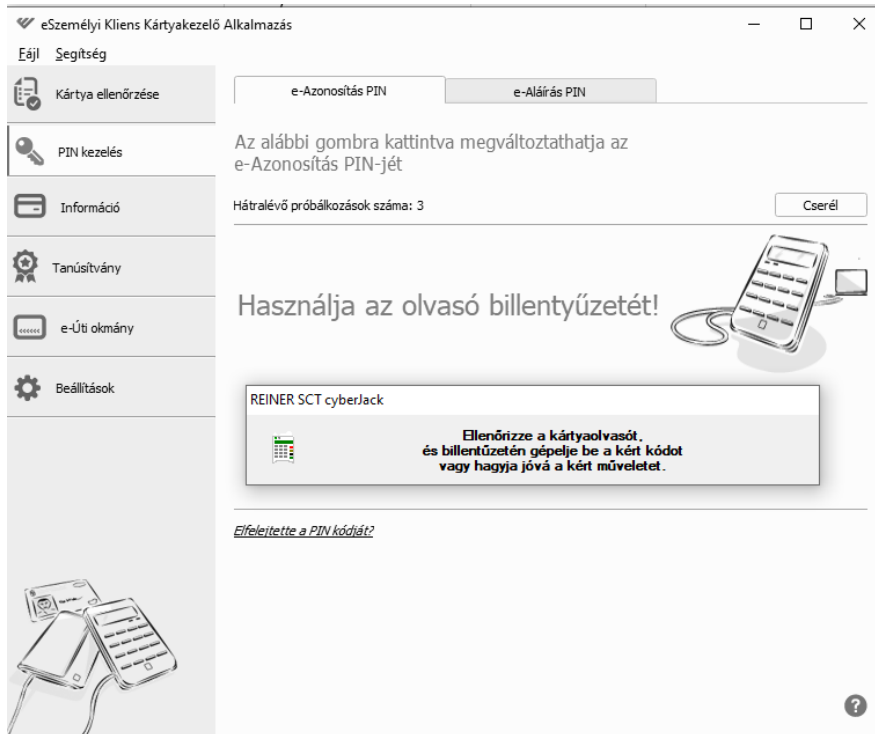 eSzemélyi Kliens Kártyakezelő Alkalmazás
Fájl Segítség
Kártya ellenőrzése
PIN kezelés
Információ
Tanúsítvány
e-Úti okmány
Beállítások
e-Azonosítás PIN
e-Aláírás PIN
Az alábbi gombra kattintva megváltoztathatja az
e-Azonosítás PIN-jét
Hátralévő próbálkozások száma: 3
Cserél
Használja az olvasó billentyűzetét!
REINER SCT cyberJack
Ellenőrizze a kártyaolvasót,
és billentűzetén gépelje be a kért kódot
vagy hagyja jóvá a kért műveletet.
Elfelejtette a PIN kódját?
?